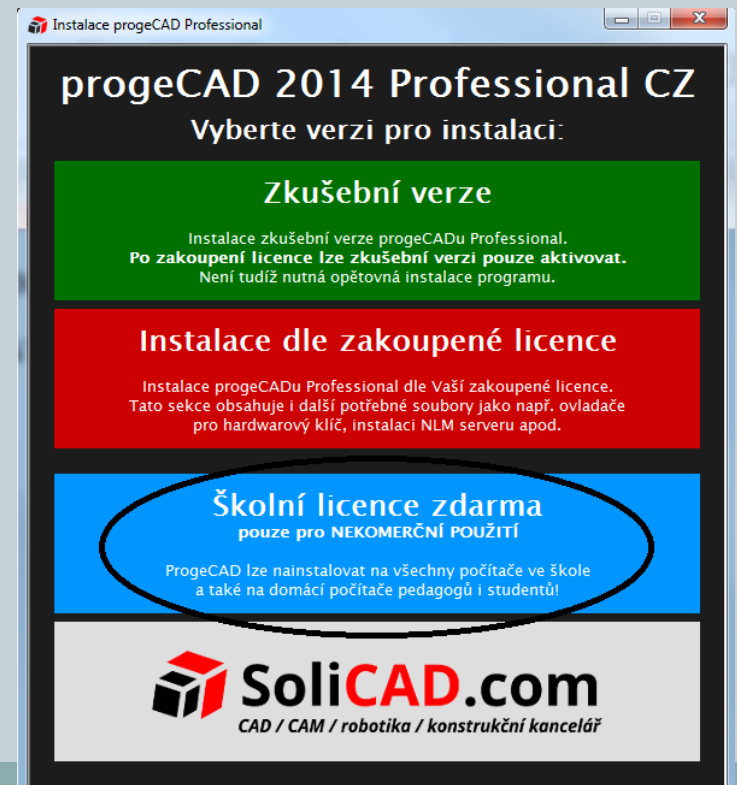 Instalace progeCAD Professional
progeCAD 2014 Professional CZ
Vyberte verzi pro instalaci:
Zkušební verze
Instalace zkušební verze progeCADu Professional.
Po zakoupení licence lze zkušební verzi pouze aktivovat.
Není tudíž nutná opětovná instalace programu.
Instalace dle zakoupené licence
Instalace progeCADu Professional dle Vaší zakoupené licence.
Tato sekce obsahuje i další potřebné soubory jako např. ovladače
pro hardwarový klíč, instalaci NLM serveru apod.
Školní licence zdarma
pouze pro NEKOMERČNÍ POUŽITÍ
ProgeCAD lze nainstalovat na všechny počítače ve škole
a také na domácí počítače pedagogů i studentů!
SoliCAD.com
CAD / CAM / robotika / konstrukční kancelář